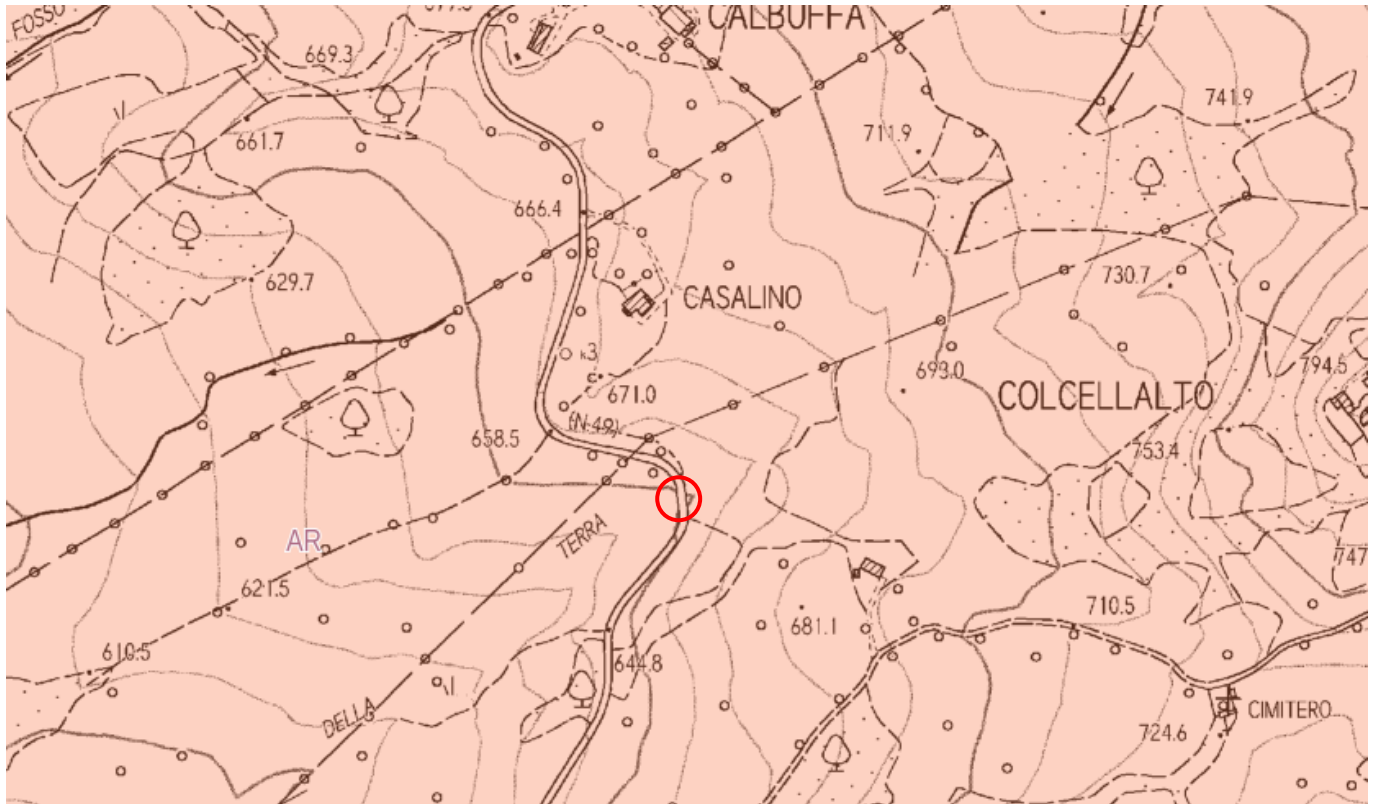 FOSSO
CALBUFFA
669.3
741.9
661.7
711.9
666.4
629.7
CASALINO
730.7
k3
693.0
794.5
671.0
COLCELLALTO
(N-49)
658.5
753.4
AR
TERRA
747
621.5
710.5
681.1
610.5
644.8
DELLA
CIMITERO
724.6